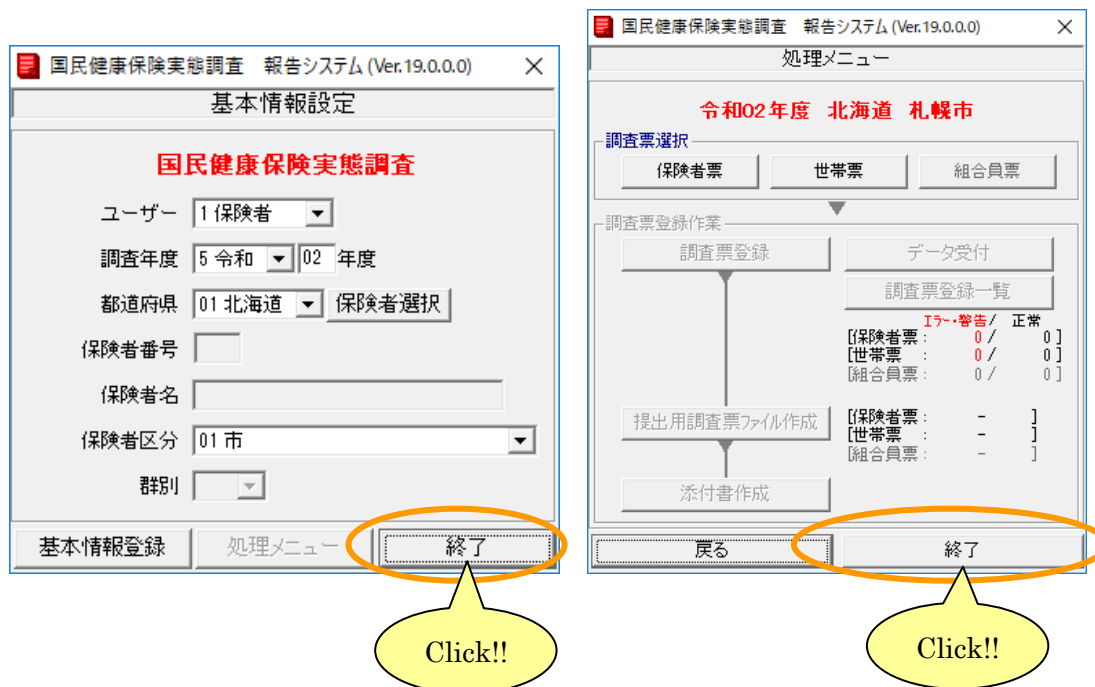 国民健康保険実態調査 報告システム (Ver.19.0.0.0)
基本情報設定
国民健康保険実態調査
ユーザー 1 保険者
調査年度 5 令和 02 年度
都道府県 01 北海道 保険者選択
保険者番号
保険者名
保険者区分 01 市
群別
基本情報登録 処理メニュー 終了
Click!!
国民健康保険実態調査 報告システム (Ver.19.0.0.0)
処理メニュー
令和02年度 北海道 札幌市
調査票選択
保険者票 世帯票 組合員票
調査票登録作業
調査票登録 データ受付
調査票登録一覧
エラー・警告/ 正常
[保険者票 : 0 / 0 ]
[世帯票 : 0 / 0 ]
[組合員票 : 0 / 0 ]
提出用調査票ファイル作成
[保険者票 : - ]
[世帯票 : - ]
[組合員票 : - ]
添付書作成
戻る 終了
Click!!